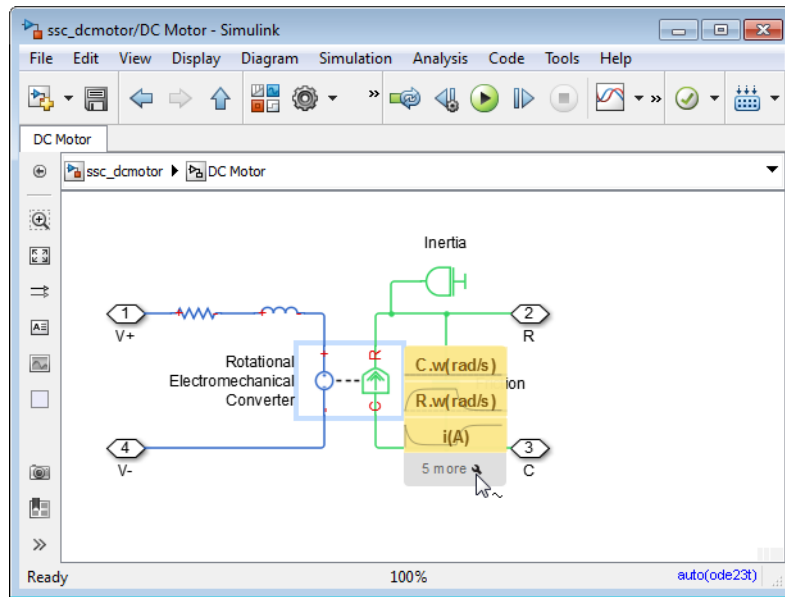 ssc_dcmotor/DC Motor - Simulink
File Edit View Display Diagram Simulation Analysis Code Tools Help
» »
DC Motor
ssc_dcmotor DC Motor
Inertia
1 2
V+ R
Rotational
Electromechanical
Converter
+ R
- C
C.w(rad/s)
R.w(rad/s) ion
i(A)
5 more
4 3
V- C
A
»
Ready 100% auto(ode23t)